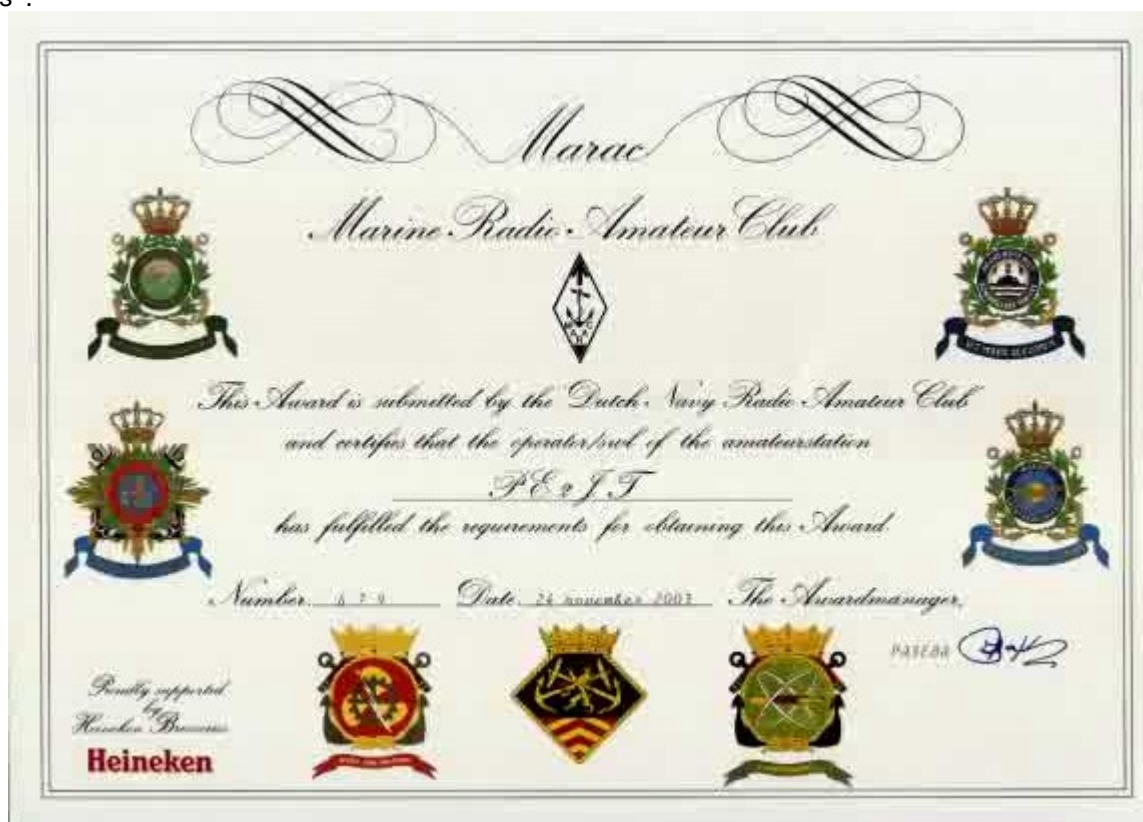 s .
Marac
Marine Radio Amateur Club
This Award is submitted by the Dutch Navy Radio Amateur Club
and certifies that the operator/swl of the amateurstation
PE2JT
has fulfilled the requirements for obtaining this Award.
Number Date 24 november 2003 The Awardmanager,
PA3EBA
Proudly supported
by
Heineken Breweries
Heineken